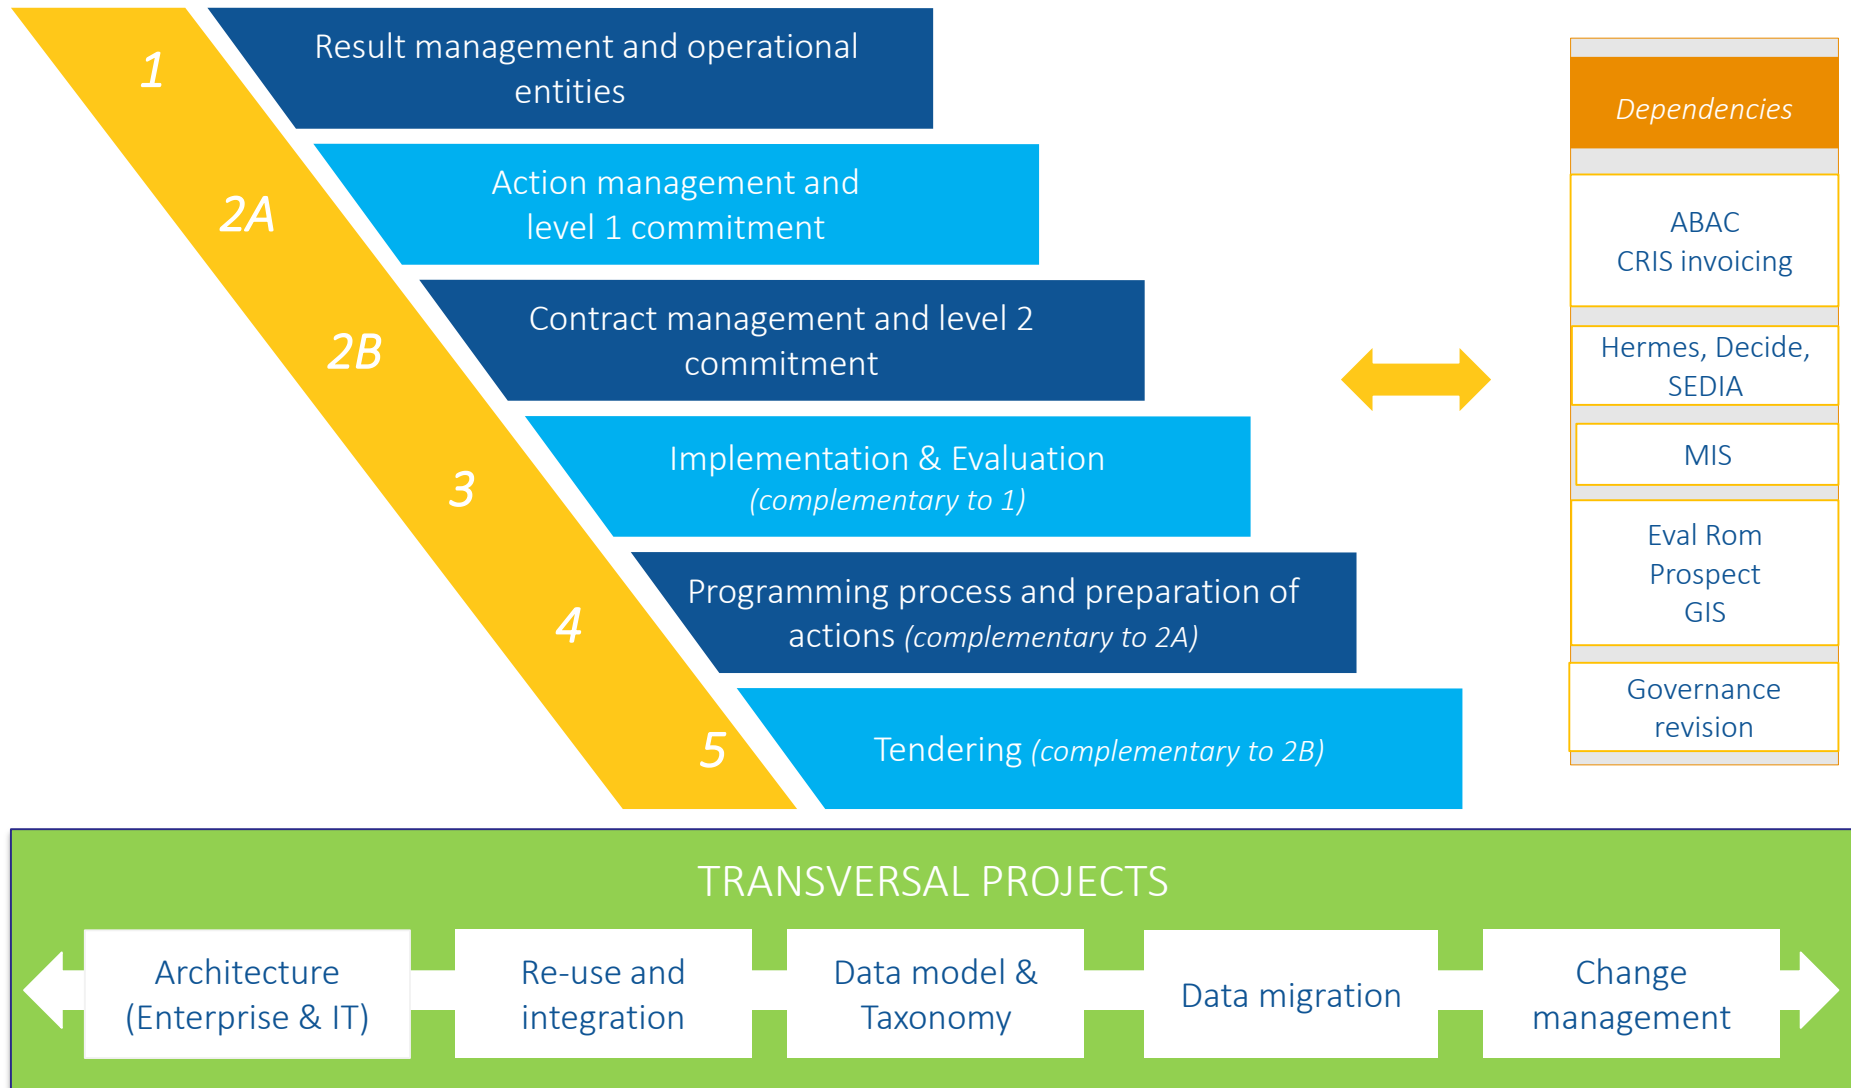 1
Result management and operational
entities
2A
Action management and
level 1 commitment
2B
Contract management and level 2
commitment
3
Implementation & Evaluation
(complementary to 1)
4
Programming process and preparation of
actions (complementary to 2A)
5
Tendering (complementary to 2B)
Dependencies
ABAC
CRIS invoicing
Hermes, Decide,
SEDIA
MIS
Eval Rom
Prospect
GIS
Governance
revision
TRANSVERSAL PROJECTS
Architecture
(Enterprise & IT)
Re-use and
integration
Data model &
Taxonomy
Data migration
Change
management